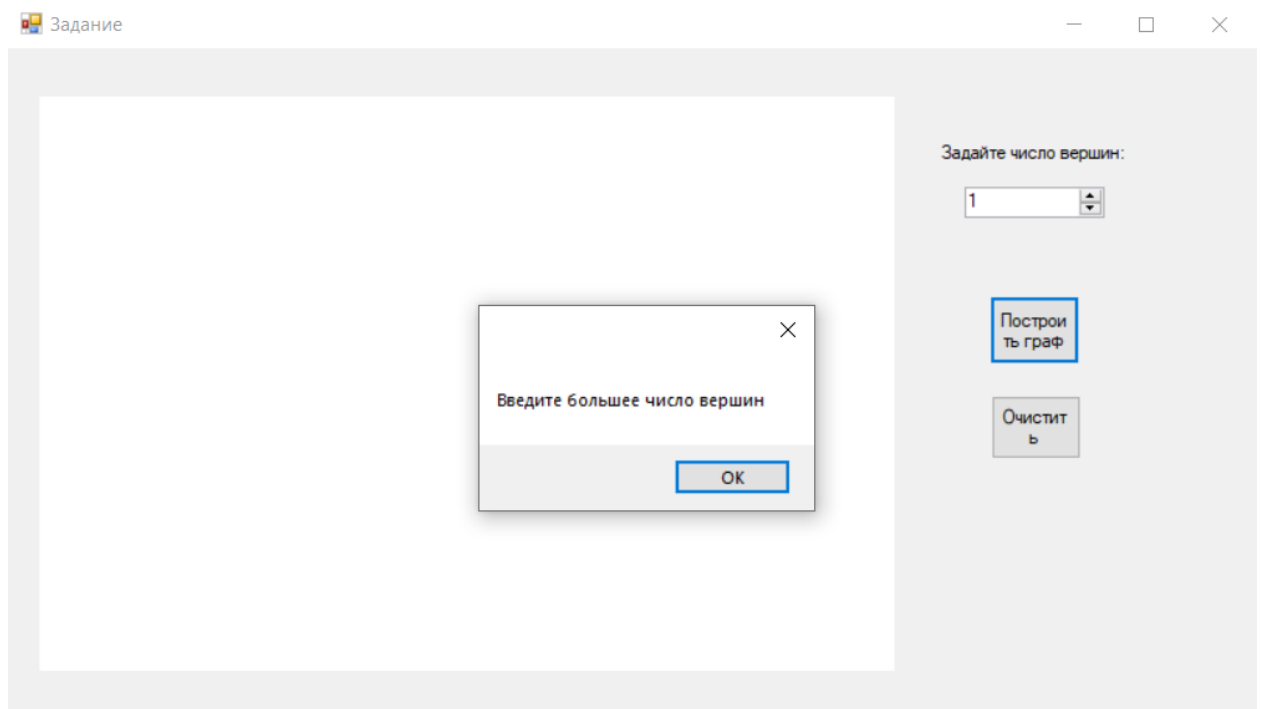 Задание
Задайте число вершин:
1
Построи
ть граф
Очистит
ь
Введите большее число вершин
OK